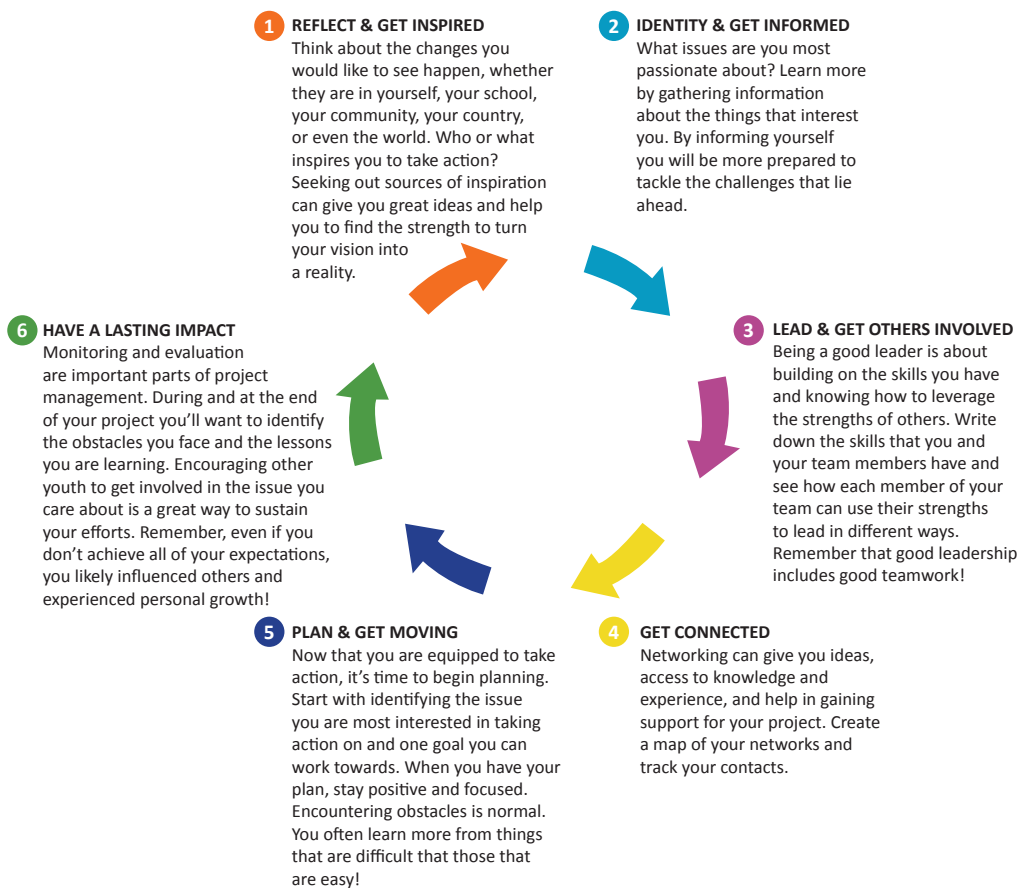 1 REFLECT & GET INSPIRED
Think about the changes you
would like to see happen, whether
they are in yourself, your school,
your community, your country,
or even the world. Who or what
inspires you to take action?
Seeking out sources of inspiration
can give you great ideas and help
you to find the strength to turn
your vision into
a reality.
2 IDENTITY & GET INFORMED
What issues are you most
passionate about? Learn more
by gathering information
about the things that interest
you. By informing yourself
you will be more prepared to
tackle the challenges that lie
ahead.
3 LEAD & GET OTHERS INVOLVED
Being a good leader is about
building on the skills you have
and knowing how to leverage
the strengths of others. Write
down the skills that you and
your team members have and
see how each member of your
team can use their strengths
to lead in different ways.
Remember that good leadership
includes good teamwork!
4 GET CONNECTED
Networking can give you ideas,
access to knowledge and
experience, and help in gaining
support for your project. Create
a map of your networks and
track your contacts.
5 PLAN & GET MOVING
Now that you are equipped to take
action, it's time to begin planning.
Start with identifying the issue
you are most interested in taking
action on and one goal you can
work towards. When you have your
plan, stay positive and focused.
Encountering obstacles is normal.
You often learn more from things
that are difficult that those that
are easy!
6 HAVE A LASTING IMPACT
Monitoring and evaluation
are important parts of project
management. During and at the end
of your project you'll want to identify
the obstacles you face and the lessons
you are learning. Encouraging other
youth to get involved in the issue you
care about is a great way to sustain
your efforts. Remember, even if you
don't achieve all of your expectations,
you likely influenced others and
experienced personal growth!